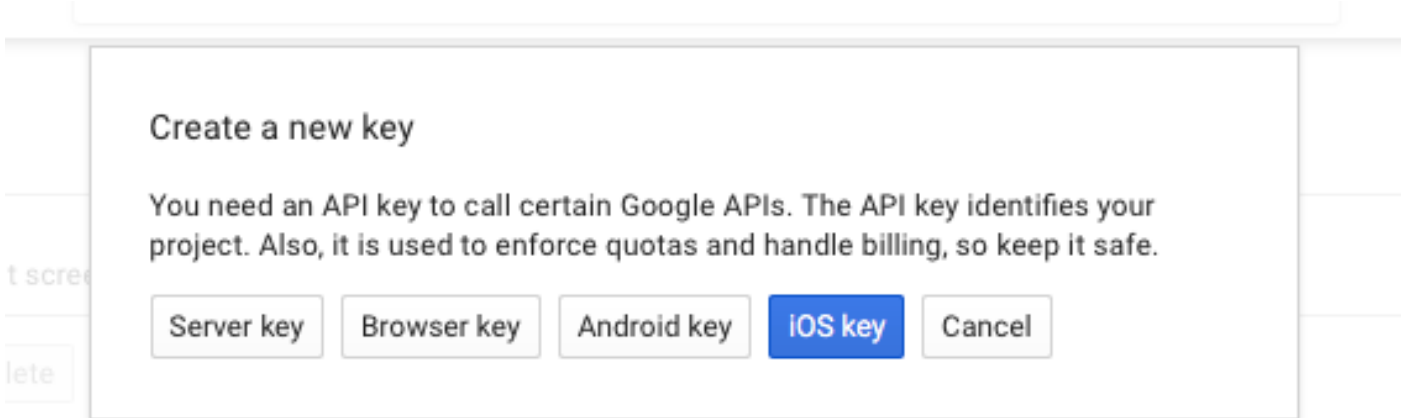 Create a new key
You need an API key to call certain Google APIs. The API key identifies your
project. Also, it is used to enforce quotas and handle billing, so keep it safe.
t scree
Server key Browser key Android key iOS key Cancel
lete